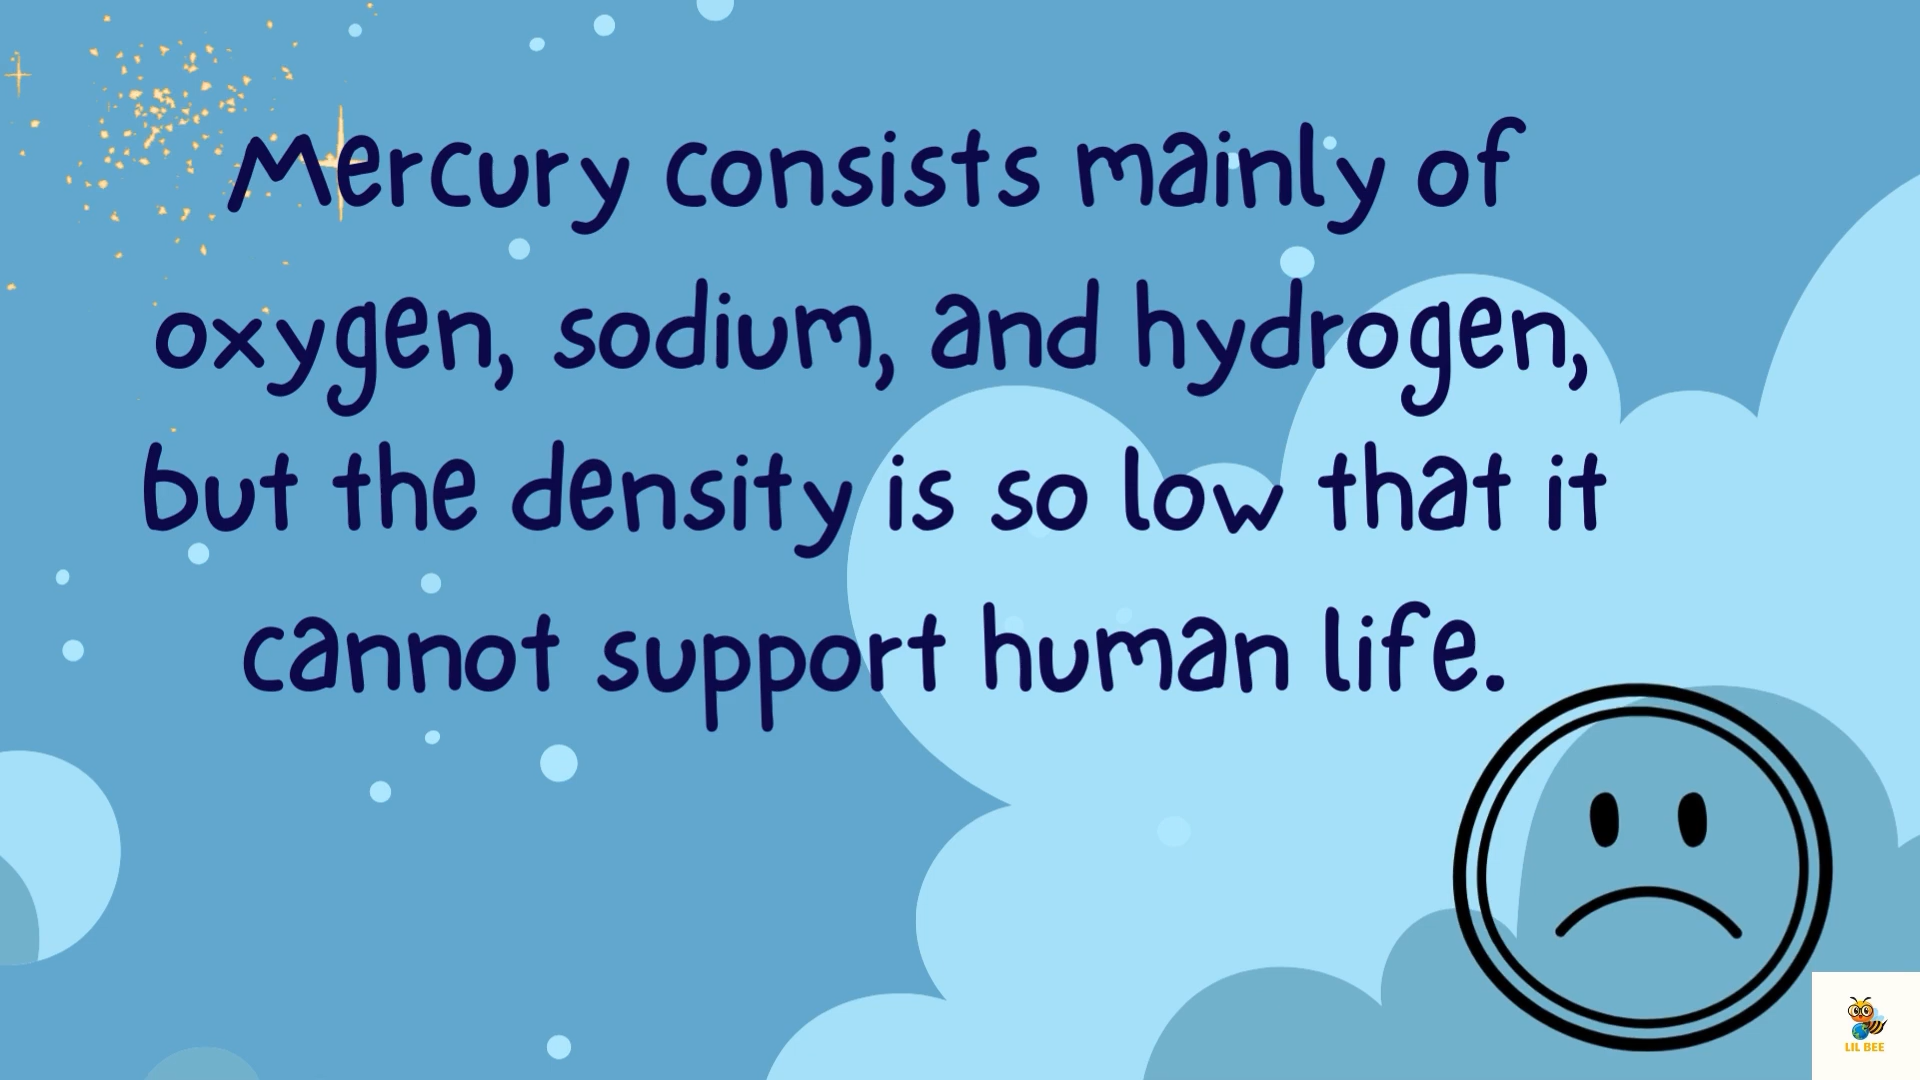 Mercury consists mainly of
oxygen, sodium, and hydrogen,
but the density is so low that it
cannot support human life.
LIL BEE